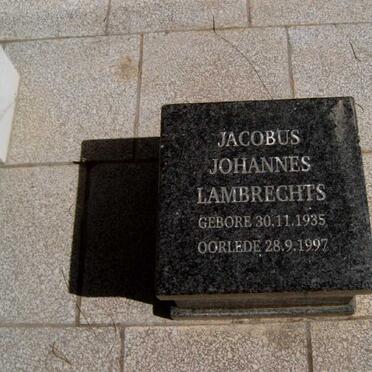 JACOBUS
JOHANNES
LAMBRECHTS
GEBORE 30.11.1935
OORLEDE 28.9.1997